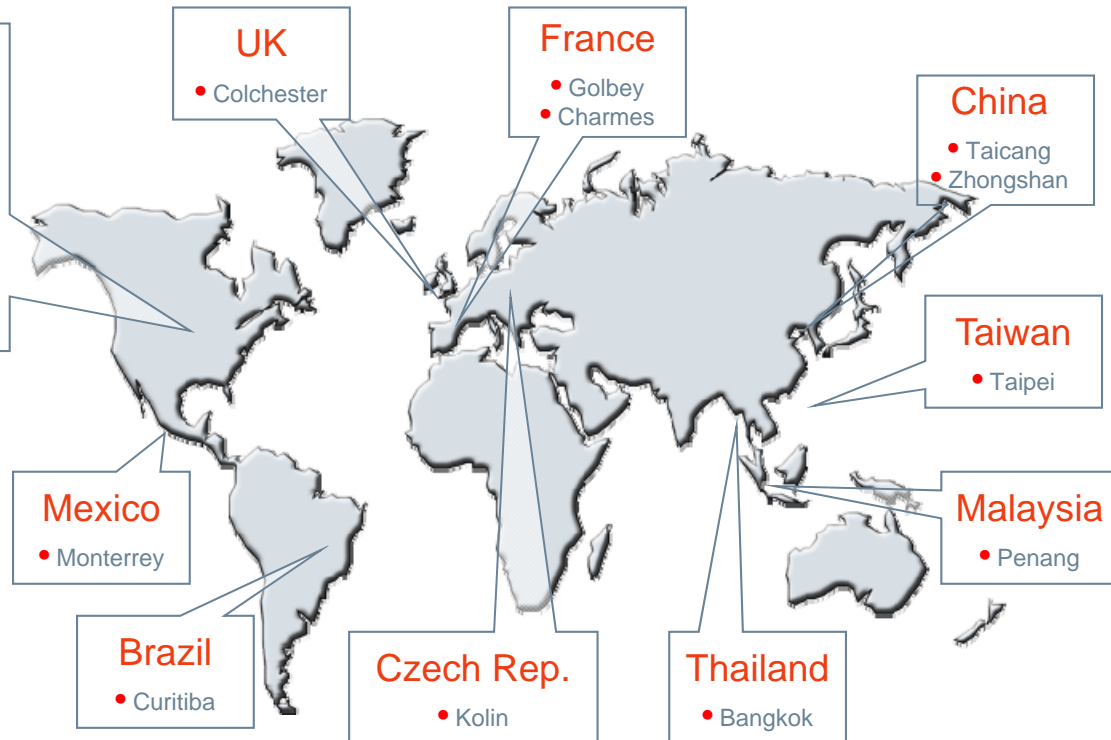 UK
• Colchester
France
• Golbey
• Charmes
China
• Taicang
• Zhongshan
Taiwan
• Taipei
Mexico
• Monterrey
Malaysia
• Penang
Brazil
• Curitiba
Czech Rep.
• Kolin
Thailand
• Bangkok